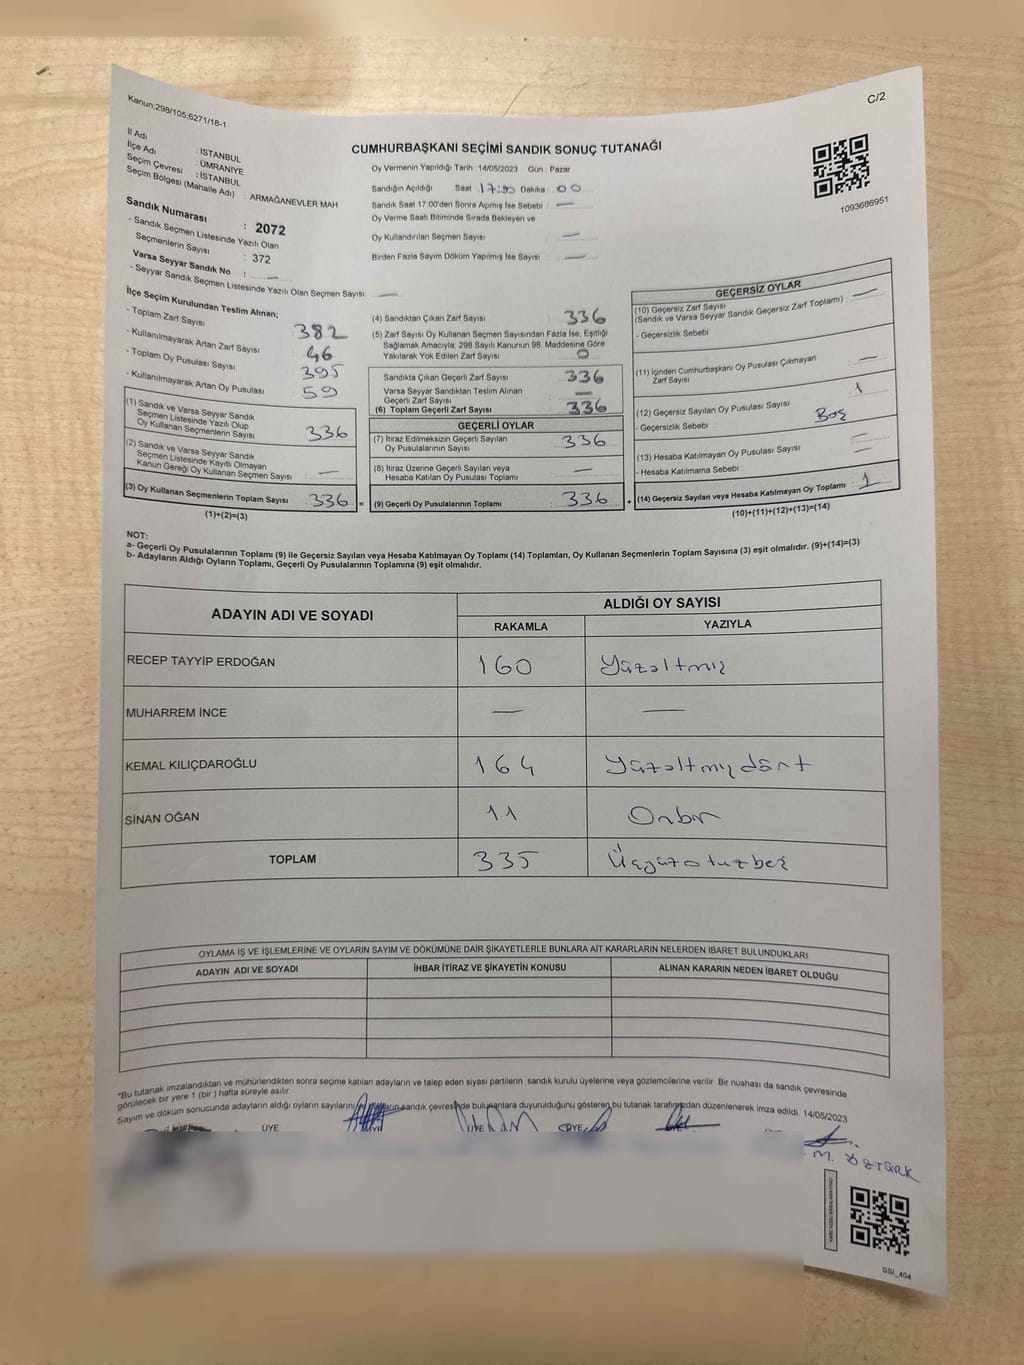 Kanun:298/105,6271/18-1
C/2
İl Adı : İSTANBUL
İlçe Adı : ÜMRANİYE
Seçim Çevresi : İSTANBUL
Seçim Bölgesi (Mahalle Adı) : ARMAĞANEVLER MAH
CUMHURBAŞKANI SEÇİMİ SANDIK SONUÇ TUTANAĞI
Oy Vermenin Yapıldığı Tarih :14/05/2023 Gün : Pazar
Sandığın Açıldığı Saat 17:00 Dakika : 00
Sandık Saat 17:00'den Sonra Açımış İse Sebebi : —
Oy Verme Saati Bitiminde Sırada Bekleyen ve
Oy Kullandırılan Seçmen Sayısı : —
Birden Fazla Sayım Döküm Yapılmış İse Sayısı : —
1093686951
Sandık Numarası : 2072
- Sandık Seçmen Listesinde Yazılı Olan
Seçmenlerin Sayısı : 372
Varsa Seyyar Sandık No : —
- Seyyar Sandık Seçmen Listesinde Yazılı Olan Seçmen Sayısı : —
İlçe Seçim Kurulundan Teslim Alınan;
- Toplam Zarf Sayısı 382
- Kullanılmayarak Artan Zarf Sayısı 46
- Toplam Oy Pusulası Sayısı 395
- Kullanılmayarak Artan Oy Pusulası 59
(1) Sandık ve Varsa Seyyar Sandık
Seçmen Listesinde Yazılı Olup
Oy Kullanan Seçmenlerin Sayısı 336
(2) Sandık ve Varsa Seyyar Sandık
Seçmen Listesinde Kayıtlı Olmayan
Kanun Gereği Oy Kullanan Seçmen Sayısı —
(3) Oy Kullanan Seçmenlerin Toplam Sayısı 336
(1)+(2)=(3)
(4) Sandıktan Çıkan Zarf Sayısı 336
(5) Zarf Sayısı Oy Kullanan Seçmen Sayısından Fazla İse, Eşitliği
Sağlamak Amacıyla; 298 Sayılı Kanunun 98. Maddesine Göre
Yakılarak Yok Edilen Zarf Sayısı 0
Sandıkta Çıkan Geçerli Zarf Sayısı 336
Varsa Seyyar Sandıktan Teslim Alınan
Geçerli Zarf Sayısı —
(6) Toplam Geçerli Zarf Sayısı 336
GEÇERLİ OYLAR
(7) İtiraz Edilmeksizin Geçerli Sayılan
Oy Pusulalarının Sayısı 336
(8) İtiraz Üzerine Geçerli Sayılan veya
Hesaba Katılan Oy Pusulası Toplamı —
(9) Geçerli Oy Pusulalarının Toplamı 336
GEÇERSİZ OYLAR
(10) Geçersiz Zarf Sayısı
(Sandık ve Varsa Seyyar Sandık Geçersiz Zarf Toplamı) —
- Geçersizlik Sebebi :
(11) İçinden Cumhurbaşkanı Oy Pusulası Çıkmayan
Zarf Sayısı —
(12) Geçersiz Sayılan Oy Pusulası Sayısı 1
- Geçersizlik Sebebi : Boş
(13) Hesaba Katılmayan Oy Pusulası Sayısı —
- Hesaba Katılmama Sebebi : —
(14) Geçersiz Sayılan veya Hesaba Katılmayan Oy Toplamı 1
(10)+(11)+(12)+(13)=(14)
NOT:
a- Geçerli Oy Pusulalarının Toplamı (9) ile Geçersiz Sayılan veya Hesaba Katılmayan Oy Toplamı (14) Toplamları, Oy Kullanan Seçmenlerin Toplam Sayısına (3) eşit olmalıdır. (9)+(14)=(3)
b- Adayların Aldığı Oyların Toplamı, Geçerli Oy Pusulalarının Toplamına (9) eşit olmalıdır.
ADAYIN ADI VE SOYADI ALDIĞI OY SAYISI
RAKAMLA YAZIYLA
RECEP TAYYİP ERDOĞAN 160 Yüzaltmış
MUHARREM İNCE — —
KEMAL KILIÇDAROĞLU 164 Yüzaltmışdört
SİNAN OĞAN 11 Onbir
TOPLAM 335 Üçyüzotuzbeş
OYLAMA İŞ VE İŞLEMLERİNE VE OYLARIN SAYIM VE DÖKÜMÜNE DAİR ŞİKAYETLERLE BUNLARA AİT KARARLARIN NELERDEN İBARET BULUNDUKLARI
ADAYIN ADI VE SOYADI İHBAR İTİRAZ VE ŞİKAYETİN KONUSU ALINAN KARARIN NEDEN İBARET OLDUĞU
*Bu tutanak imzalandıktan ve mühürlendikten sonra seçime katılan adayların ve talep eden siyasi partilerin sandık kurulu üyelerine veya gözlemcilerine verilir. Bir nüshası da sandık çevresinde
görülecek bir yere 1 (bir ) hafta süreyle asılır.
Sayım ve döküm sonucunda adayların aldığı oyların sayılarını sandık çevresinde bulunanlara duyurulduğunu gösteren bu tutanak tarafımızdan düzenlenerek imza edildi. 14/05/2023
ÜYE
M. ÖZTÜRK
SSI_404